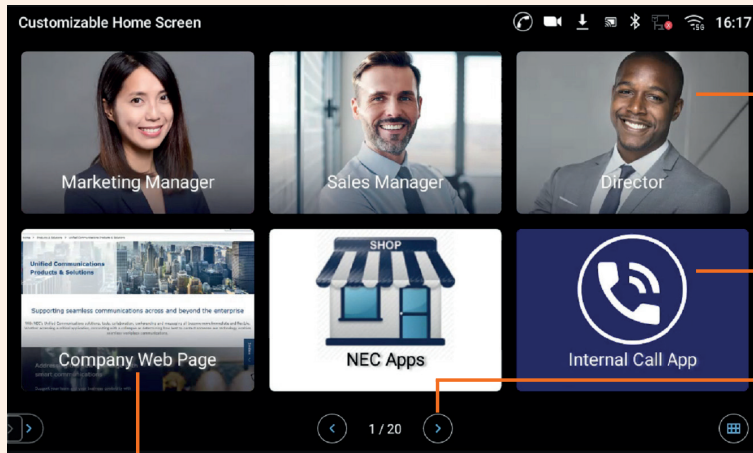 Customizable Home Screen
5G 16:17
Marketing Manager
Sales Manager
Director
Unified Communications
Products & Solutions
Supporting seamless communications across and beyond the enterprise
Company Web Page
SHOP
NEC Apps
Internal Call App
1 / 20